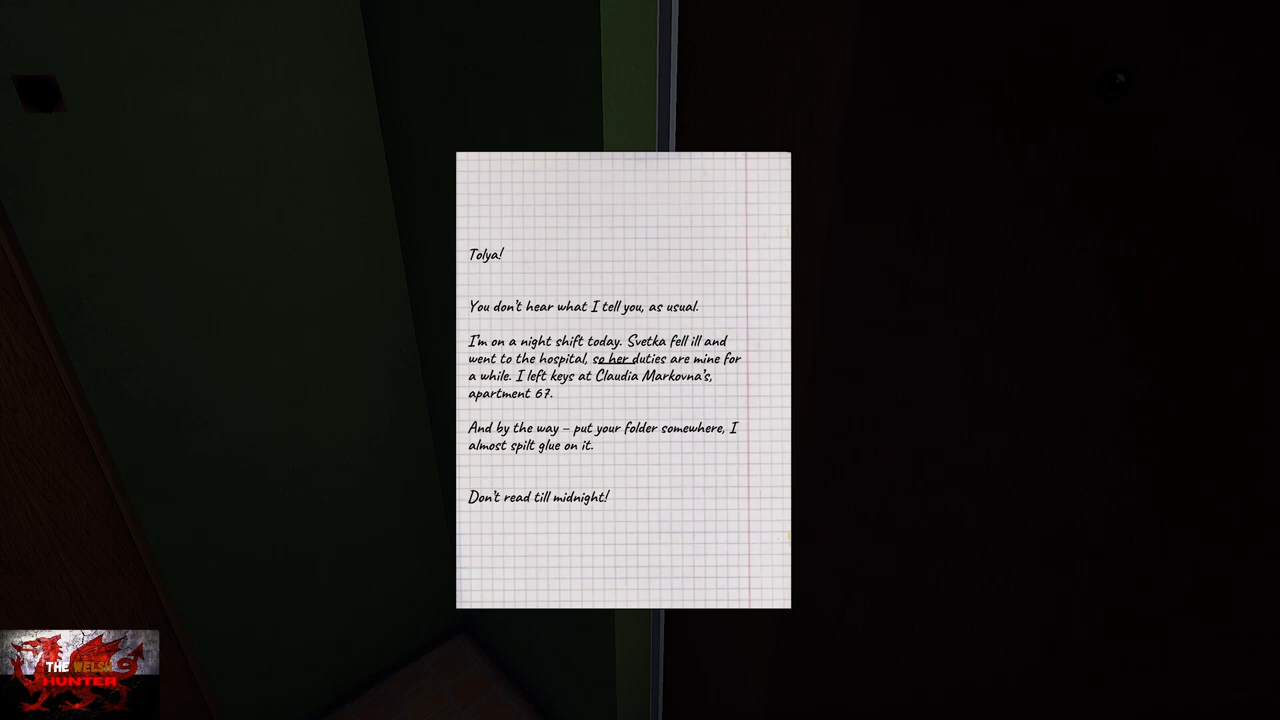 Tolya!
You don't hear what I tell you, as usual.
I'm on a night shift today. Svetka fell ill and
went to the hospital, so her duties are mine for
a while. I left keys at Claudia Markovna's,
apartment 67.
And by the way – put your folder somewhere, I
almost spilt glue on it.
Don't read till midnight!
THE WELSH
HUNTER